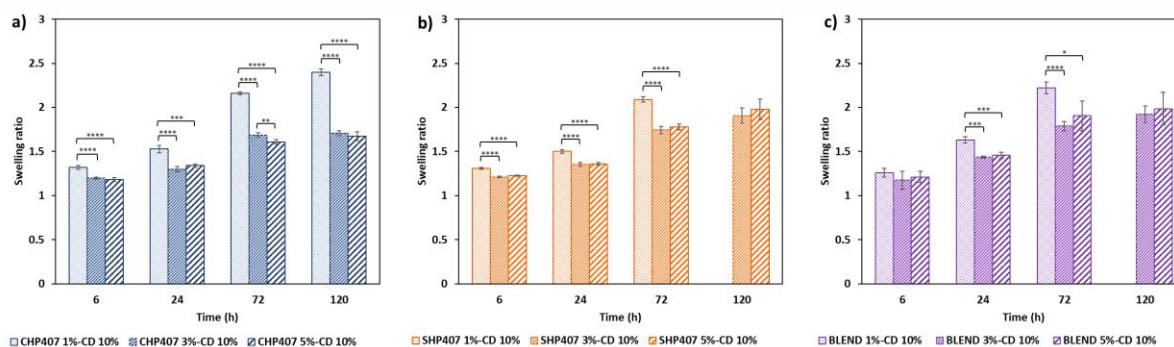 a)
3
2.5
2
1.5
1
0.5
0
Swelling ratio
****
****
***
****
****
****
**
****
****
6 24 72 120
Time (h)
CHP407 1%-CD 10% CHP407 3%-CD 10% CHP407 5%-CD 10%
b)
3
2.5
2
1.5
1
0.5
0
Swelling ratio
****
****
****
****
****
****
6 24 72 120
Time (h)
SHP407 1%-CD 10% SHP407 3%-CD 10% SHP407 5%-CD 10%
c)
3
2.5
2
1.5
1
0.5
0
Swelling ratio
***
***
*
****
6 24 72 120
Time (h)
BLEND 1%-CD 10% BLEND 3%-CD 10% BLEND 5%-CD 10%